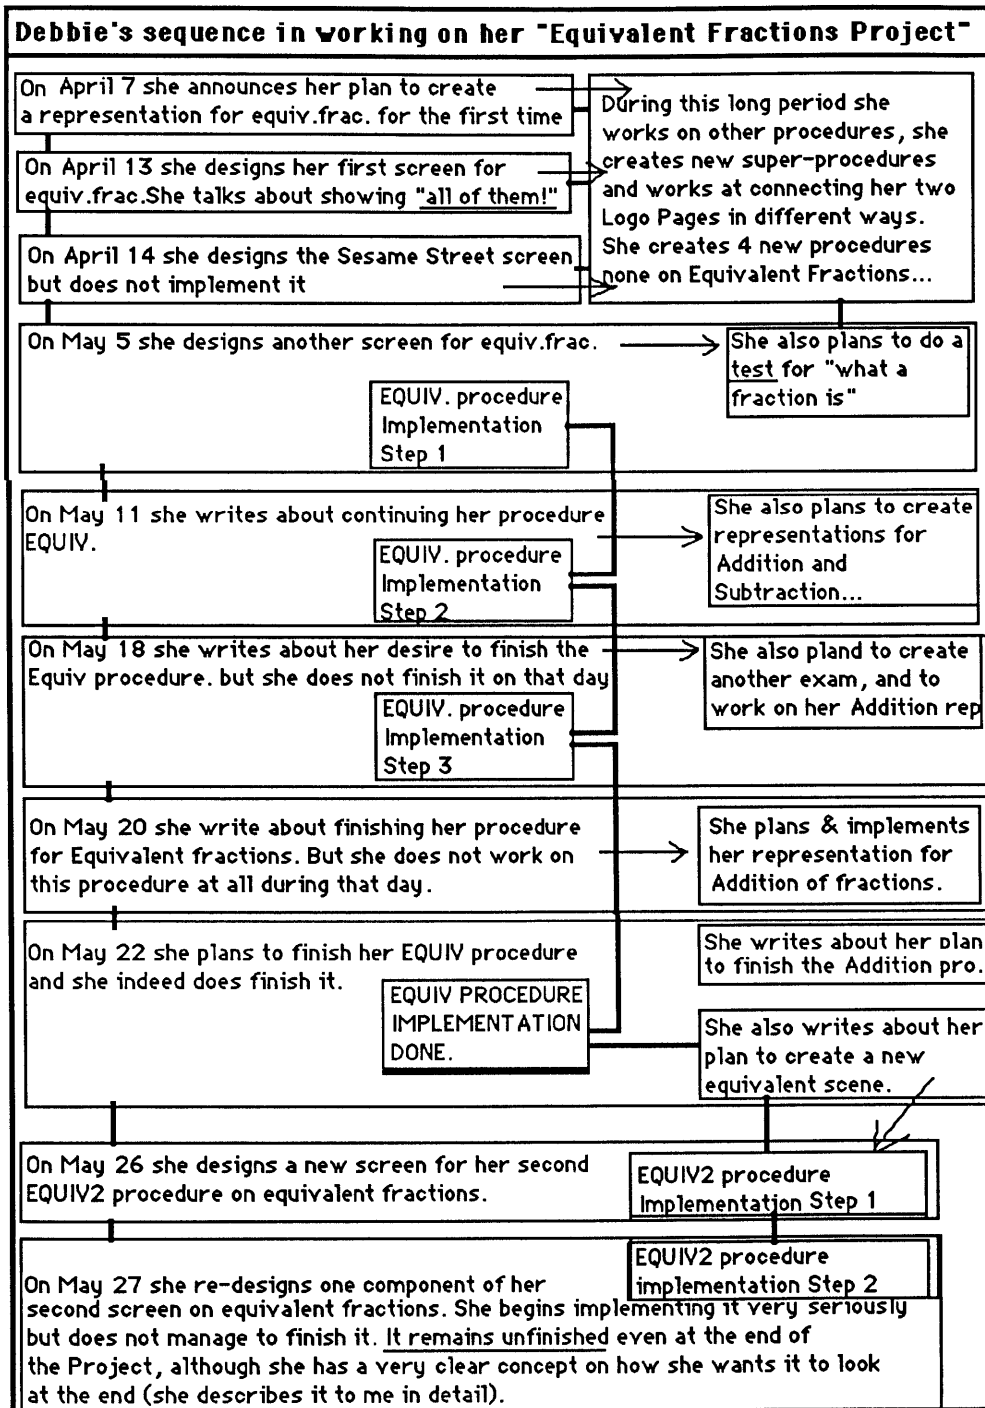 Debbie's sequence in working on her "Equivalent Fractions Project"
On April 7 she announces her plan to create
a representation for equiv.frac. for the first time
On April 13 she designs her first screen for
equiv.frac.She talks about showing "all of them!"
On April 14 she designs the Sesame Street screen
but does not implement it
During this long period she
works on other procedures, she
creates new super-procedures
and works at connecting her two
Logo Pages in different ways.
She creates 4 new procedures
none on Equivalent Fractions...
On May 5 she designs another screen for equiv.frac.
She also plans to do a
test for "what a
fraction is"
EQUIV. procedure
Implementation
Step 1
On May 11 she writes about continuing her procedure
EQUIV.
She also plans to create
representations for
Addition and
Subtraction...
EQUIV. procedure
Implementation
Step 2
On May 18 she writes about her desire to finish the
Equiv procedure. but she does not finish it on that day
She also pland to create
another exam, and to
work on her Addition rep
EQUIV. procedure
Implementation
Step 3
On May 20 she write about finishing her procedure
for Equivalent fractions. But she does not work on
this procedure at all during that day.
She plans & implements
her representation for
Addition of fractions.
On May 22 she plans to finish her EQUIV procedure
and she indeed does finish it.
She writes about her plan
to finish the Addition pro.
EQUIV PROCEDURE
IMPLEMENTATION
DONE.
She also writes about her
plan to create a new
equivalent scene.
On May 26 she designs a new screen for her second
EQUIV2 procedure on equivalent fractions.
EQUIV2 procedure
Implementation Step 1
EQUIV2 procedure
implementation Step 2
On May 27 she re-designs one component of her
second screen on equivalent fractions. She begins implementing it very seriously
but does not manage to finish it. It remains unfinished even at the end of
the Project, although she has a very clear concept on how she wants it to look
at the end (she describes it to me in detail).